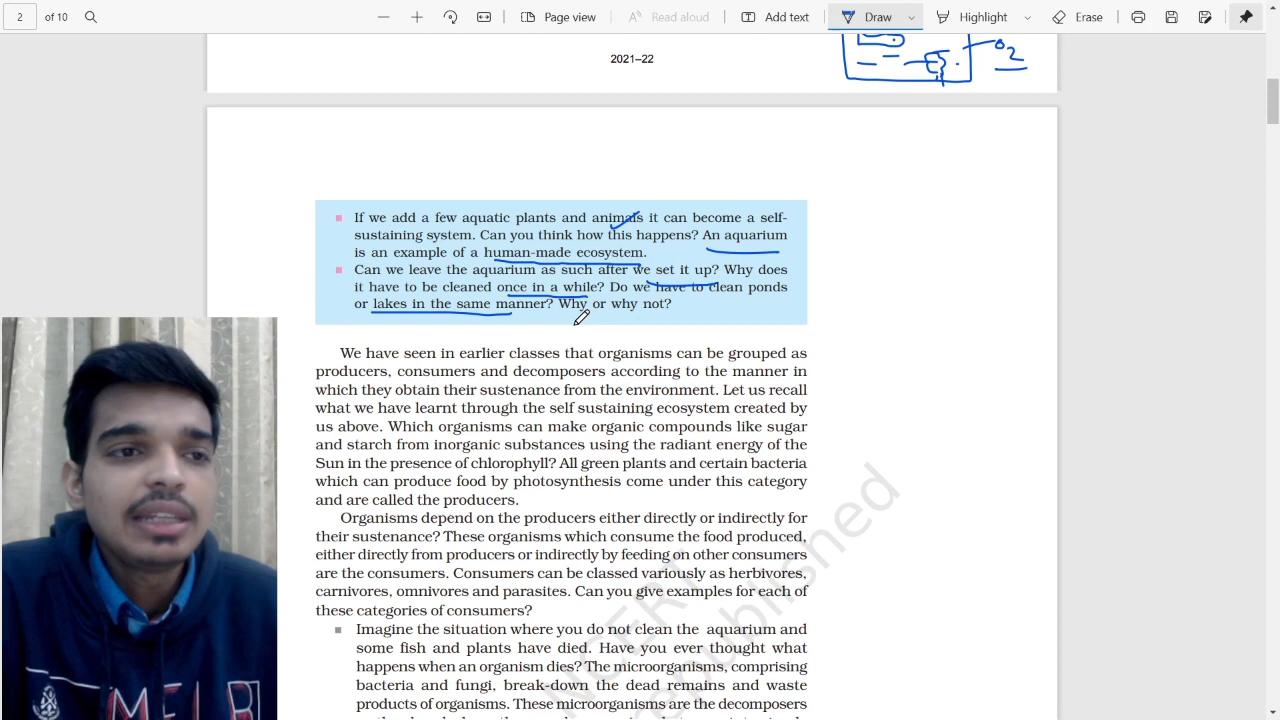 2 of 10 Page view Read aloud Add text Draw Highlight Erase
2021–22
O2
If we add a few aquatic plants and animals it can become a self-
sustaining system. Can you think how this happens? An aquarium
is an example of a human-made ecosystem.
Can we leave the aquarium as such after we set it up? Why does
it have to be cleaned once in a while? Do we have to clean ponds
or lakes in the same manner? Why or why not?
We have seen in earlier classes that organisms can be grouped as
producers, consumers and decomposers according to the manner in
which they obtain their sustenance from the environment. Let us recall
what we have learnt through the self sustaining ecosystem created by
us above. Which organisms can make organic compounds like sugar
and starch from inorganic substances using the radiant energy of the
Sun in the presence of chlorophyll? All green plants and certain bacteria
which can produce food by photosynthesis come under this category
and are called the producers.
Organisms depend on the producers either directly or indirectly for
their sustenance? These organisms which consume the food produced,
either directly from producers or indirectly by feeding on other consumers
are the consumers. Consumers can be classed variously as herbivores,
carnivores, omnivores and parasites. Can you give examples for each of
these categories of consumers?
Imagine the situation where you do not clean the aquarium and
some fish and plants have died. Have you ever thought what
happens when an organism dies? The microorganisms, comprising
bacteria and fungi, break-down the dead remains and waste
products of organisms. These microorganisms are the decomposers
NCERT
republished